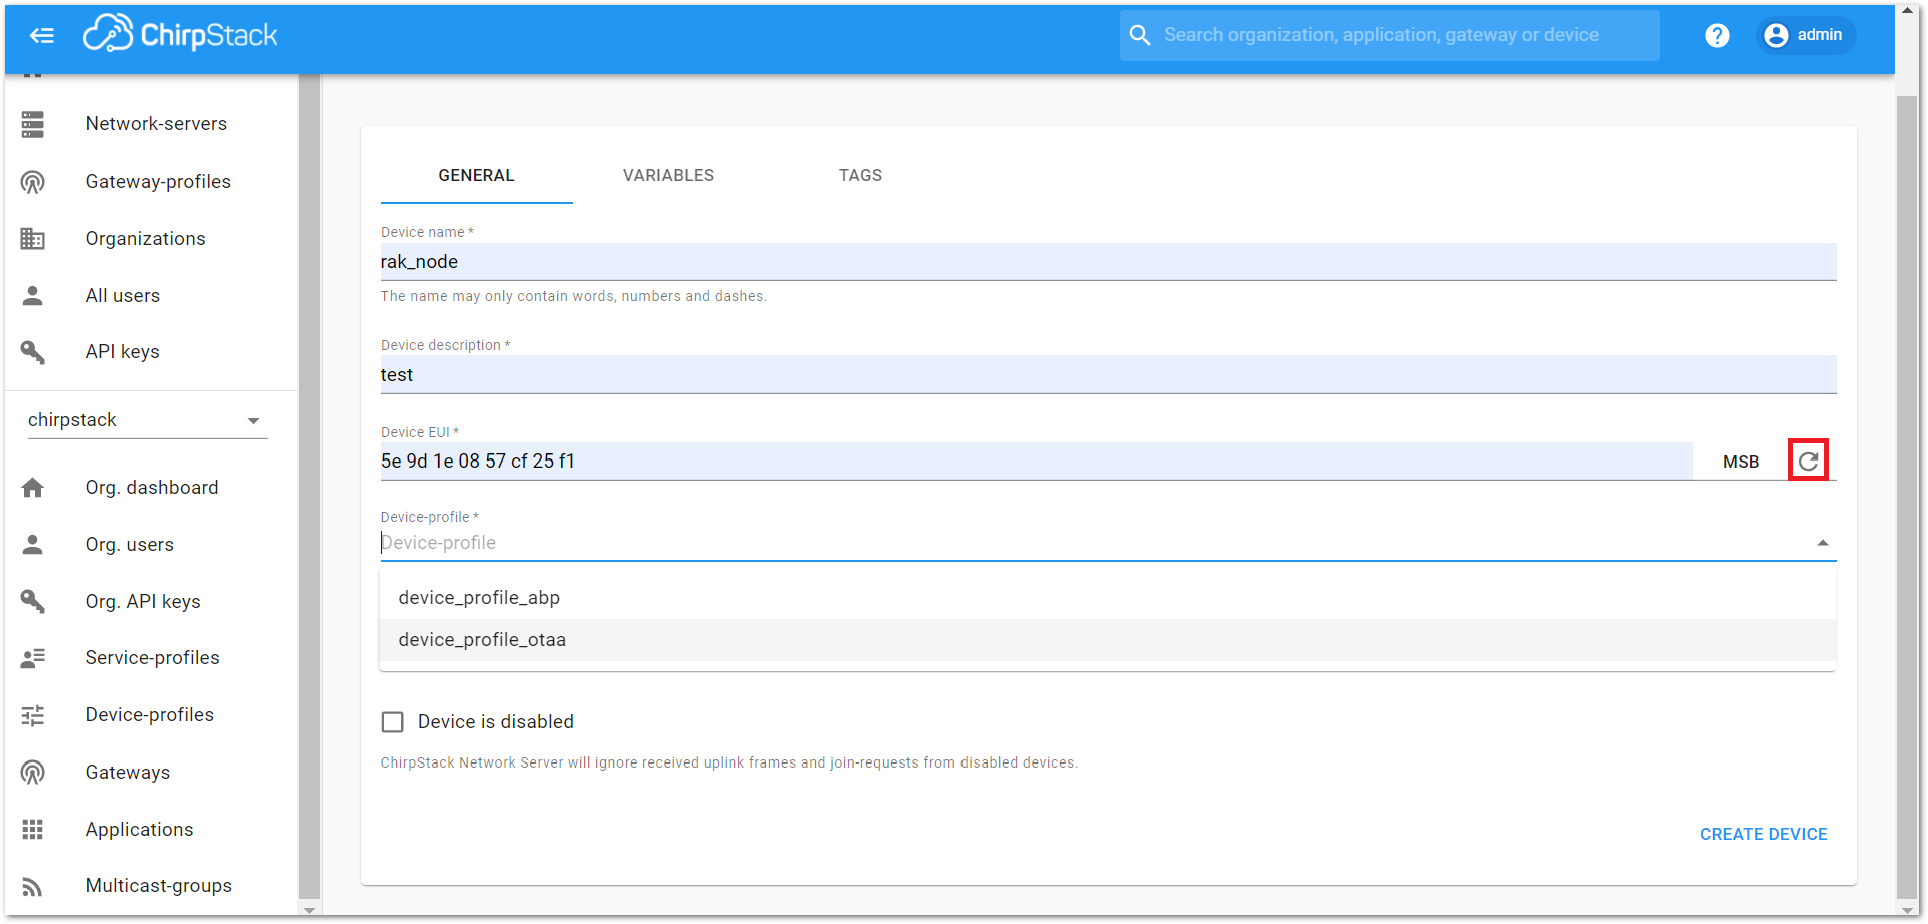 ChirpStack
Search organization, application, gateway or device
?
admin
Network-servers
Gateway-profiles
Organizations
All users
API keys
chirpstack
Org. dashboard
Org. users
Org. API keys
Service-profiles
Device-profiles
Gateways
Applications
Multicast-groups
GENERAL VARIABLES TAGS
Device name *
rak_node
The name may only contain words, numbers and dashes.
Device description *
test
Device EUI *
5e 9d 1e 08 57 cf 25 f1 MSB
Device-profile *
Device-profile
device_profile_abp
device_profile_otaa
Device is disabled
ChirpStack Network Server will ignore received uplink frames and join-requests from disabled devices.
CREATE DEVICE